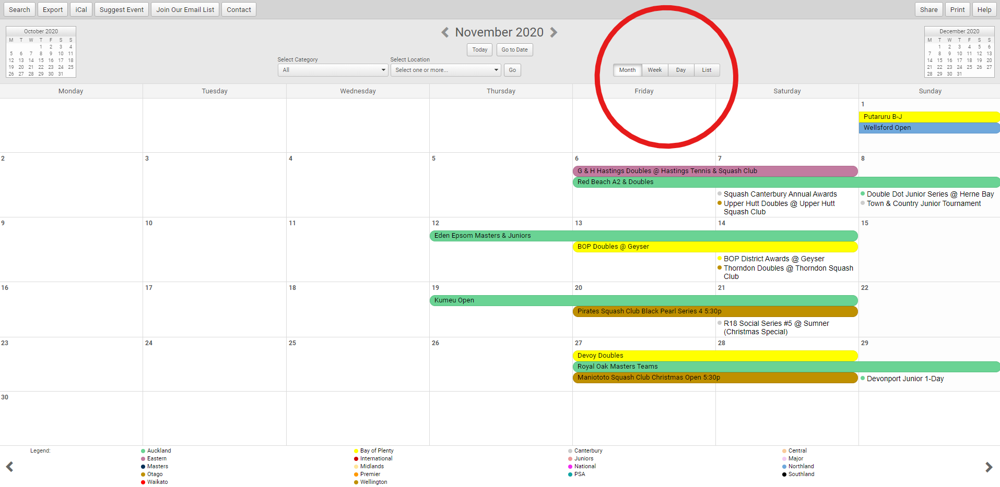 Search Export iCal Suggest Event Join Our Email List Contact Share Print Help
October 2020
M T W T F S S
1 2 3 4
5 6 7 8 9 10 11
12 13 14 15 16 17 18
19 20 21 22 23 24 25
26 27 28 29 30 31
November 2020
Today Go to Date
Select Category Select Location
All Select one or more... Go
Month Week Day List
December 2020
M T W T F S S
1 2 3 4 5 6
7 8 9 10 11 12 13
14 15 16 17 18 19 20
21 22 23 24 25 26 27
28 29 30 31
Monday Tuesday Wednesday Thursday Friday Saturday Sunday
1
Putaruru B-J
Wellsford Open
2 3 4 5 6 7 8
G & H Hastings Doubles @ Hastings Tennis & Squash Club
Red Beach A2 & Doubles
Squash Canterbury Annual Awards
Upper Hutt Doubles @ Upper Hutt
Squash Club
Double Dot Junior Series @ Herne Bay
Town & Country Junior Tournament
9 10 11 12 13 14 15
Eden Epsom Masters & Juniors
BOP Doubles @ Geyser
BOP District Awards @ Geyser
Thorndon Doubles @ Thorndon Squash
Club
16 17 18 19 20 21 22
Kumeu Open
Pirates Squash Club Black Pearl Series 4 5:30p
R18 Social Series #5 @ Sumner
(Christmas Special)
23 24 25 26 27 28 29
Devoy Doubles
Royal Oak Masters Teams
Maniototo Squash Club Christmas Open 5:30p
Devonport Junior 1-Day
30
Legend:
Auckland
Eastern
Masters
Otago
Waikato
Bay of Plenty
International
Midlands
Premier
Wellington
Canterbury
Juniors
National
PSA
Central
Major
Northland
Southland